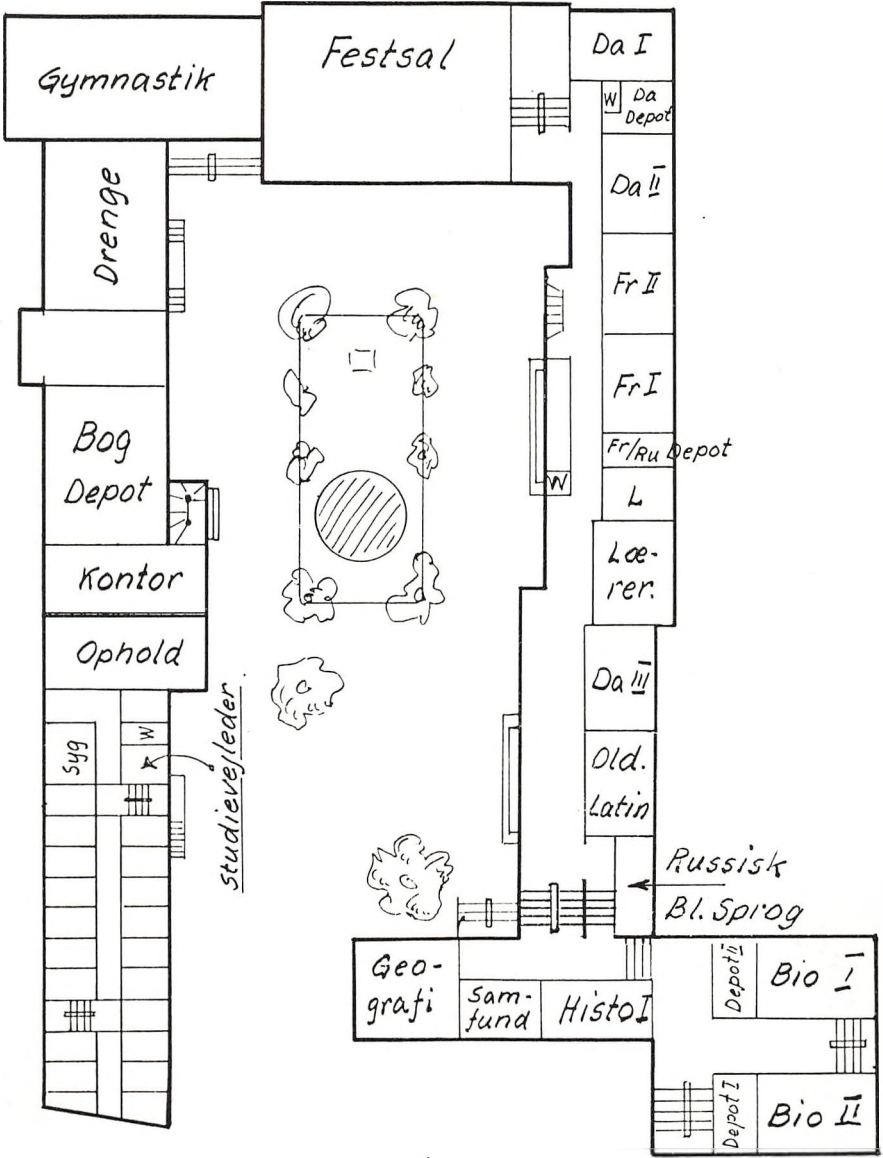 Gymnastik
Festsal
Da I
W
Da
Depot
Drenge
Da II
Fr II
Fr I
Bog
Depot
Fr/Ru Depot
W
L
Kontor
Læ-
rer.
Ophold
Da III
Syg
W
studievejleder.
Old.
Latin
Russisk
Bl. Sprog
Geo-
grafi
Sam-
fund
Histo I
Depot II
Bio I
Depot I
Bio II